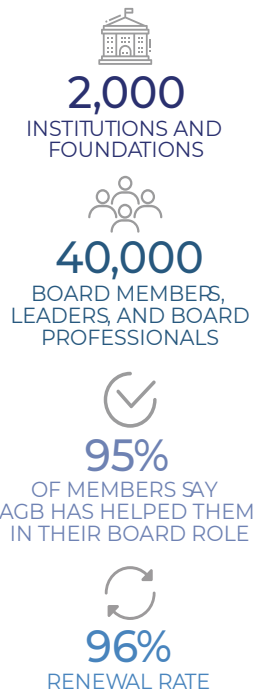 2,000
INSTITUTIONS AND
FOUNDATIONS
40,000
BOARD MEMBERS,
LEADERS, AND BOARD
PROFESSIONALS
95%
OF MEMBERS SAY
AGB HAS HELPED THEM
IN THEIR BOARD ROLE
96%
RENEWAL RATE